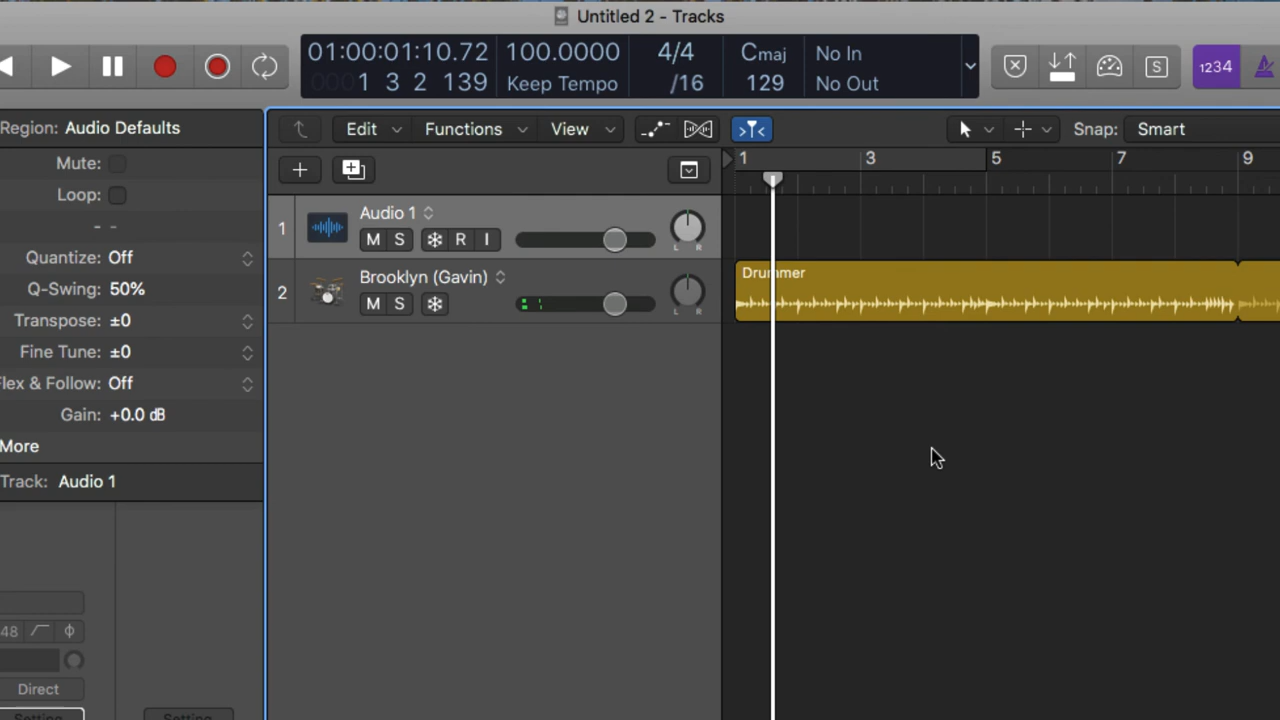 Untitled 2 - Tracks
01:00:01:10.72 100.0000 4/4 Cmaj No In
0001 3 2 139 Keep Tempo /16 129 No Out
S 1234
Region: Audio Defaults
Mute:
Loop:
- -
Quantize: Off
Q-Swing: 50%
Transpose: ±0
Fine Tune: ±0
Flex & Follow: Off
Gain: +0.0 dB
More
Track: Audio 1
48
Direct
Setting Setting
Edit Functions View Snap: Smart
1 3 5 7 9
1 Audio 1
M S R I
L R
2 Brooklyn (Gavin)
M S
L R
Drummer